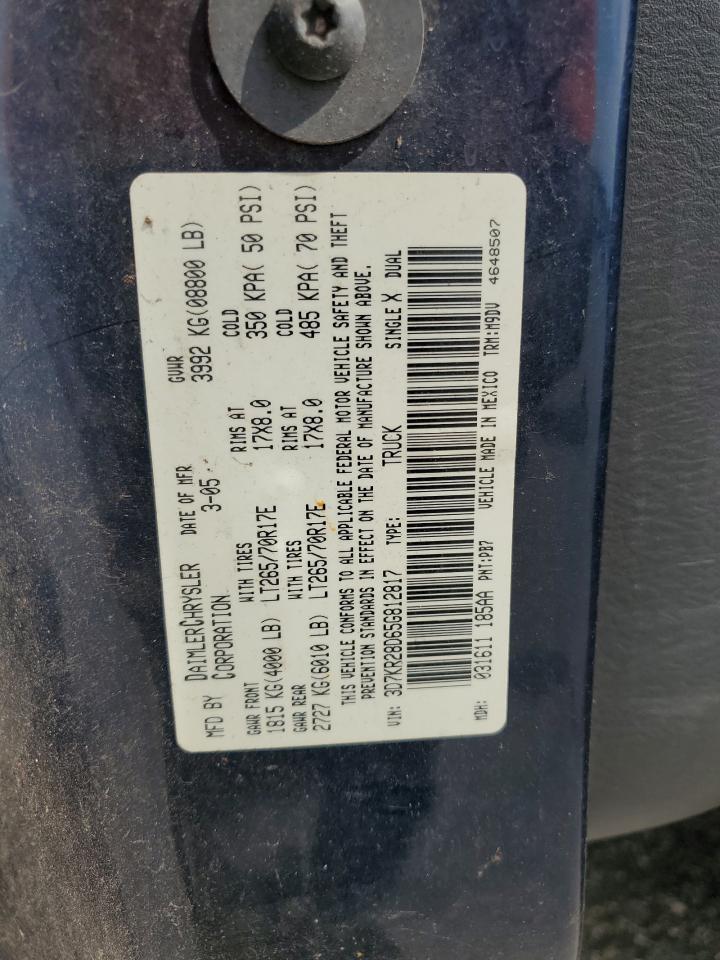 MFD BY DAIMLERCHRYSLER CORPORATION DATE OF MFR 3-05 GVWR 3992 KG(08800 LB)
GAWR FRONT WITH TIRES RIMS AT COLD
1815 KG(4000 LB) LT265/70R17E 17X8.0 350 KPA( 50 PSI)
GAWR REAR WITH TIRES RIMS AT COLD
2727 KG(6010 LB) LT265/70R17E 17X8.0 485 KPA( 70 PSI)
THIS VEHICLE CONFORMS TO ALL APPLICABLE FEDERAL MOTOR VEHICLE SAFETY AND THEFT
PREVENTION STANDARDS IN EFFECT ON THE DATE OF MANUFACTURE SHOWN ABOVE.
VIN: 3D7KR28D65G812817 TYPE: TRUCK SINGLE X DUAL
MDH: 031611 185AA PNT:PB7 VEHICLE MADE IN MEXICO TRM:M9DV 4648507